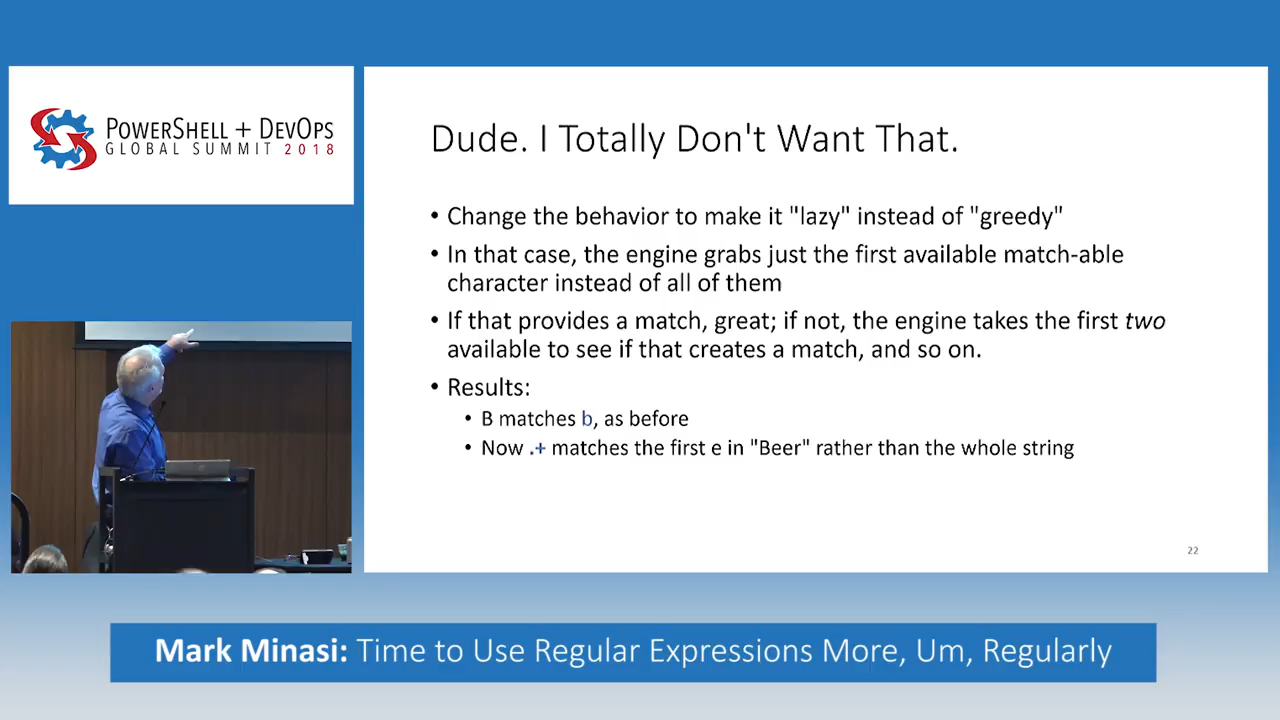 POWERSHELL + DEVOPS
GLOBAL SUMMIT 2018
Dude. I Totally Don't Want That.
• Change the behavior to make it "lazy" instead of "greedy"
• In that case, the engine grabs just the first available match-able
character instead of all of them
• If that provides a match, great; if not, the engine takes the first two
available to see if that creates a match, and so on.
• Results:
• B matches b, as before
• Now .+ matches the first e in "Beer" rather than the whole string
22
Mark Minasi: Time to Use Regular Expressions More, Um, Regularly